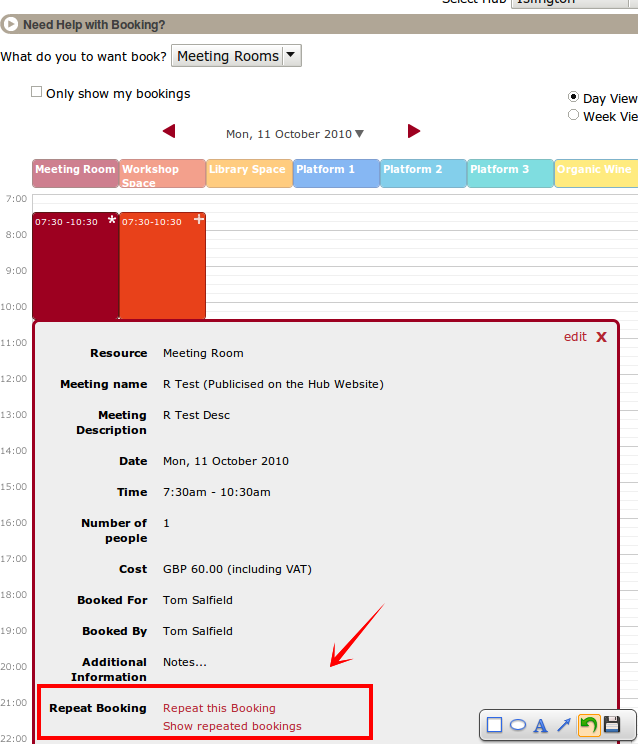 Select Hub Islington
Need Help with Booking?
What do you to want book? Meeting Rooms
Only show my bookings
Day View
Week Vie
Mon, 11 October 2010
Meeting Room
Workshop Space
Library Space
Platform 1
Platform 2
Platform 3
Organic Wine
7:00
07:30 -10:30 *
07:30-10:30 +
8:00
9:00
10:00
11:00
12:00
13:00
14:00
15:00
16:00
17:00
18:00
19:00
20:00
21:00
22:00
edit X
Resource Meeting Room
Meeting name R Test (Publicised on the Hub Website)
Meeting R Test Desc
Description
Date Mon, 11 October 2010
Time 7:30am - 10:30am
Number of 1
people
Cost GBP 60.00 (including VAT)
Booked For Tom Salfield
Booked By Tom Salfield
Additional Notes...
Information
Repeat Booking Repeat this Booking
Show repeated bookings
A